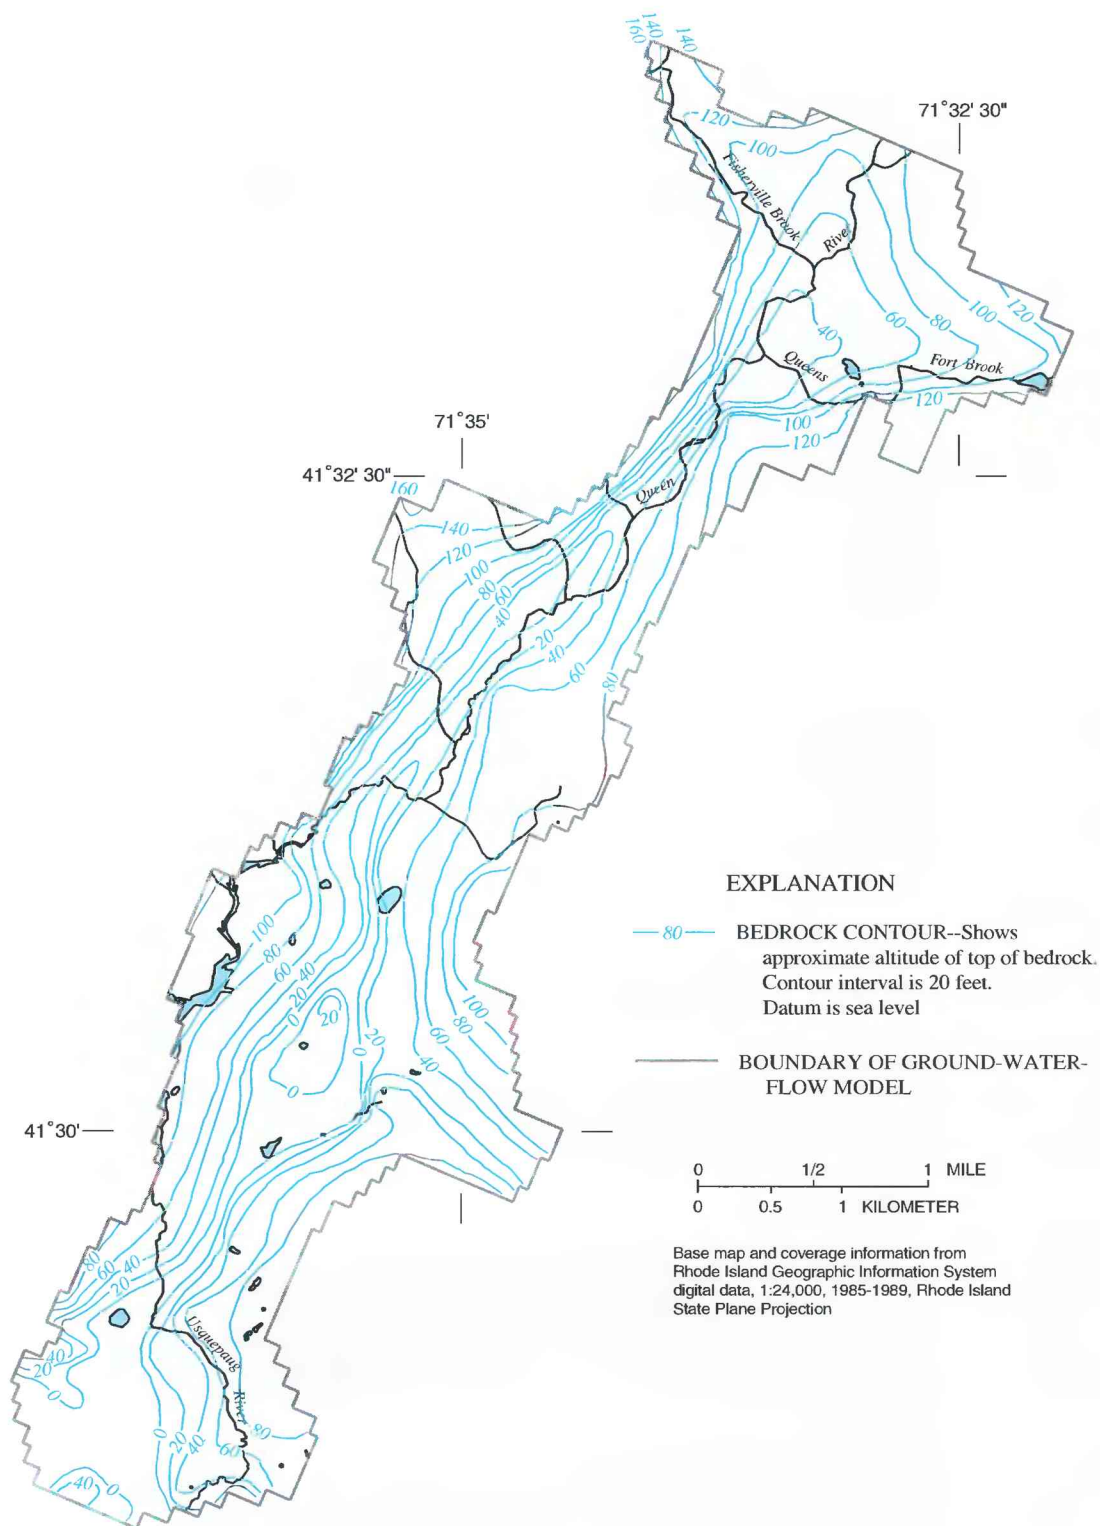 140
160
140
71°32' 30"
120
100
Fisherville Brook
River
120
100
80
60
40
Queens
Fort Brook
120
100
120
71°35'
41°32' 30"
160
Queen
140
120
100
80
60
40
20
40
60
80
EXPLANATION
80 BEDROCK CONTOUR--Shows
approximate altitude of top of bedrock.
Contour interval is 20 feet.
Datum is sea level
BOUNDARY OF GROUND-WATER-
FLOW MODEL
100
80
60
40
20
0
20
0
0
20
40
60
80
100
41°30'
0 1/2 1 MILE
0 0.5 1 KILOMETER
Base map and coverage information from
Rhode Island Geographic Information System
digital data, 1:24,000, 1985-1989, Rhode Island
State Plane Projection
80
60
40
20
Usquepaug
River
40
20
0
0
20
40
60
80
40
0